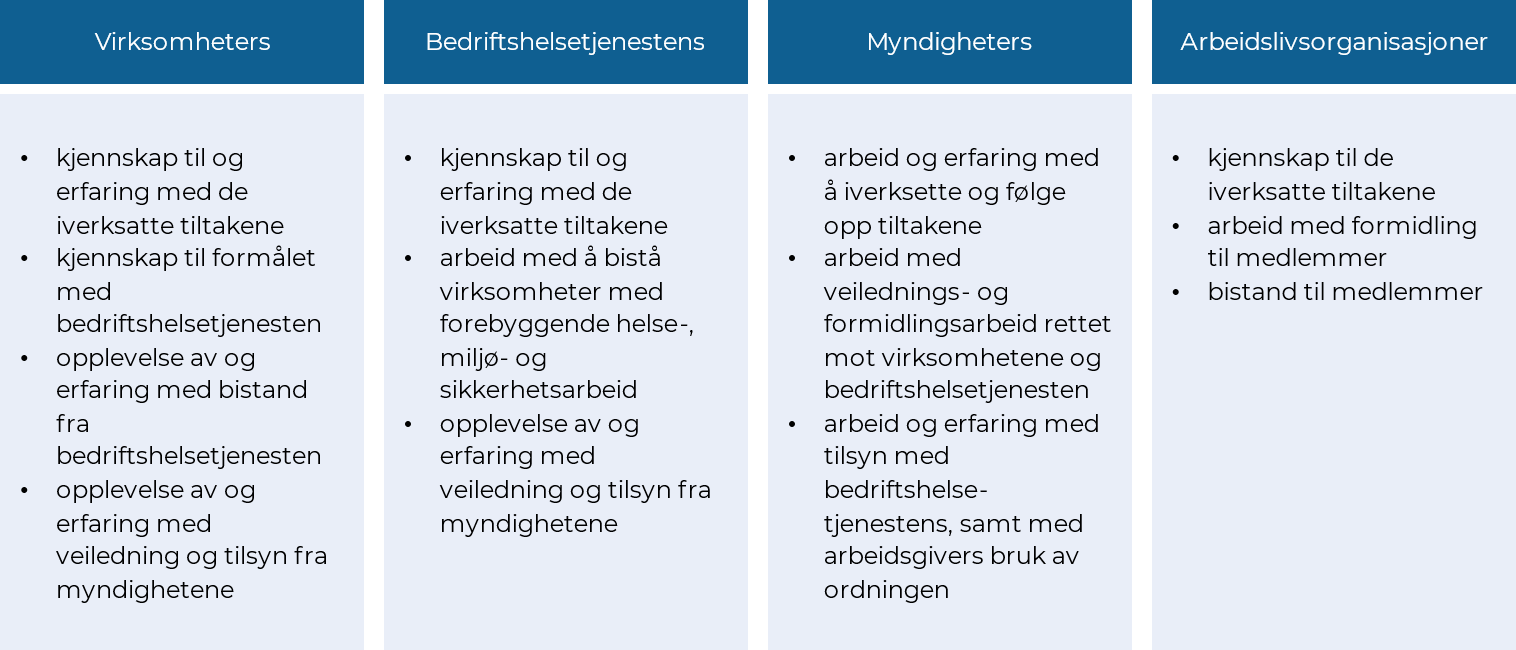 Virksomheters
• kjennskap til og
erfaring med de
iverksatte tiltakene
• kjennskap til formålet
med
bedriftshelsetjenesten
• opplevelse av og
erfaring med bistand
fra
bedriftshelsetjenesten
• opplevelse av og
erfaring med
veiledning og tilsyn fra
myndighetene
Bedriftshelsetjenestens
• kjennskap til og
erfaring med de
iverksatte tiltakene
• arbeid med å bistå
virksomheter med
forebyggende helse-,
miljø- og
sikkerhetsarbeid
• opplevelse av og
erfaring med
veiledning og tilsyn fra
myndighetene
Myndigheters
• arbeid og erfaring med
å iverksette og følge
opp tiltakene
• arbeid med
veilednings- og
formidlingsarbeid rettet
mot virksomhetene og
bedriftshelsetjenesten
• arbeid og erfaring med
tilsyn med
bedriftshelse-
tjenestens, samt med
arbeidsgivers bruk av
ordningen
Arbeidslivsorganisasjoner
• kjennskap til de
iverksatte tiltakene
• arbeid med formidling
til medlemmer
• bistand til medlemmer